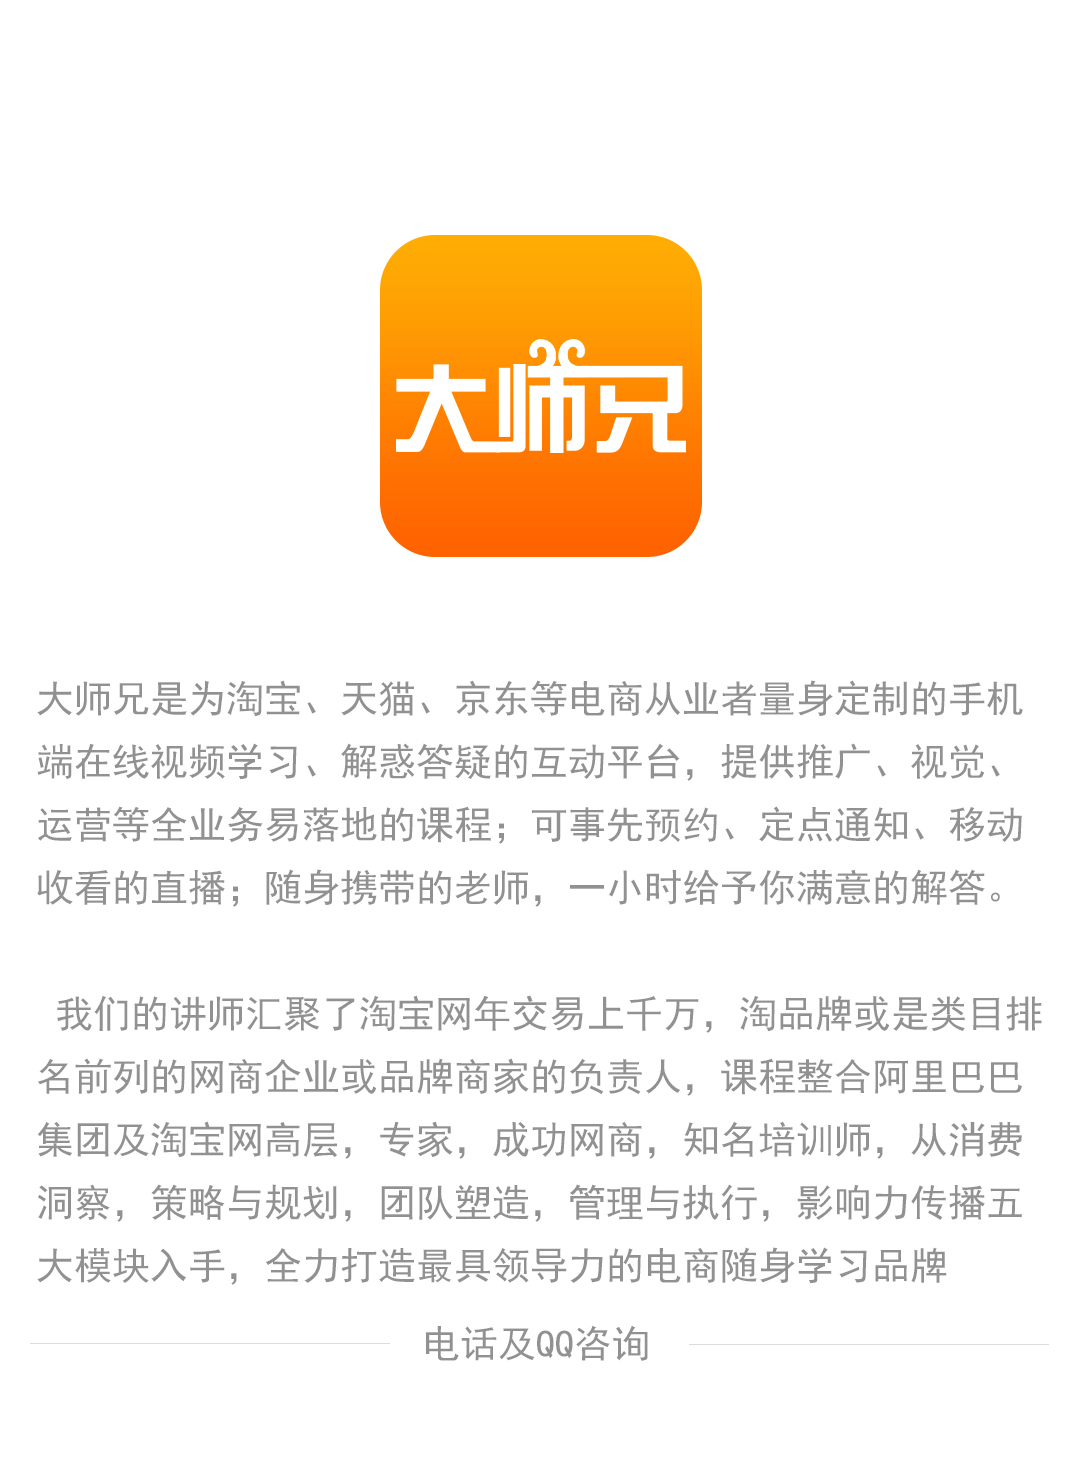 大师兄
大师兄是为淘宝、天猫、京东等电商从业者量身定制的手机
端在线视频学习、解惑答疑的互动平台，提供推广、视觉、
运营等全业务易落地的课程；可事先预约、定点通知、移动
收看的直播；随身携带的老师，一小时给予你满意的解答。
我们的讲师汇聚了淘宝网年交易上千万，淘品牌或是类目排
名前列的网商企业或品牌商家的负责人，课程整合阿里巴巴
集团及淘宝网高层，专家，成功网商，知名培训师，从消费
洞察，策略与规划，团队塑造，管理与执行，影响力传播五
大模块入手，全力打造最具领导力的电商随身学习品牌
电话及QQ咨询